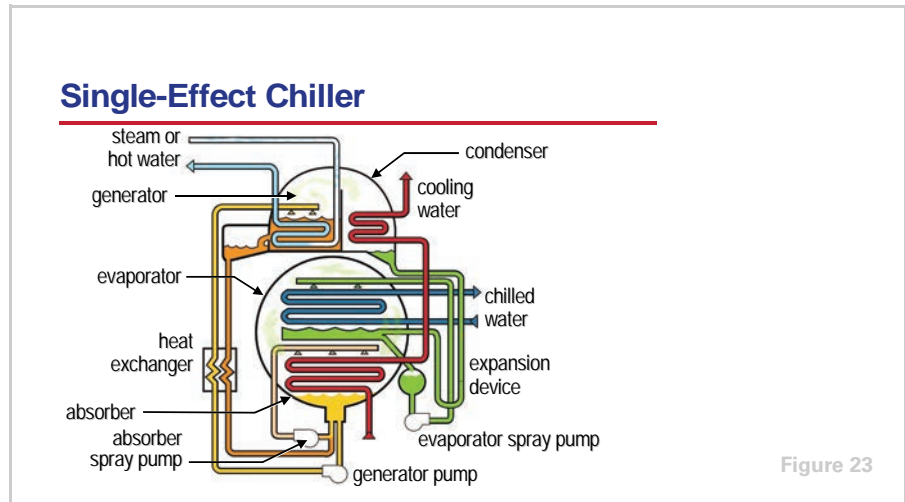 Single-Effect Chiller
steam or
hot water
condenser
generator
cooling
water
evaporator
chilled
water
heat
exchanger
expansion
device
absorber
absorber
spray pump
evaporator spray pump
generator pump
Figure 23